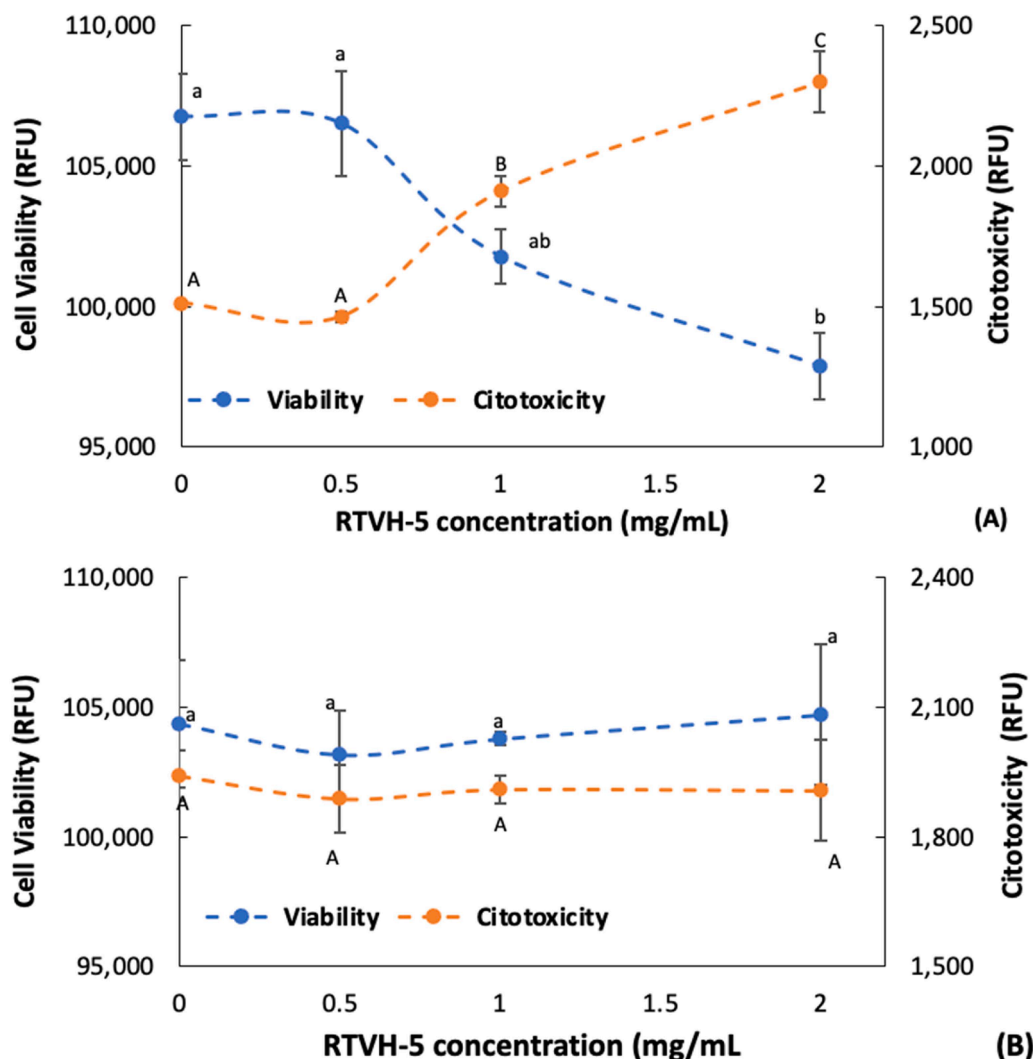 110,000
2,500
a
a
C
105,000
2,000
B
ab
A
A
100,000
1,500
b
Viability
Citotoxicity
95,000
1,000
0
0.5
1
1.5
2
Cell Viability (RFU)
Citotoxicity (RFU)
RTVH-5 concentration (mg/mL)
(A)
110,000
2,400
a
a
a
a
105,000
2,100
A
A
A
A
100,000
1,800
Viability
Citotoxicity
95,000
1,500
0
0.5
1
1.5
2
Cell Viability (RFU)
Citotoxicity (RFU)
RTVH-5 concentration (mg/mL
(B)